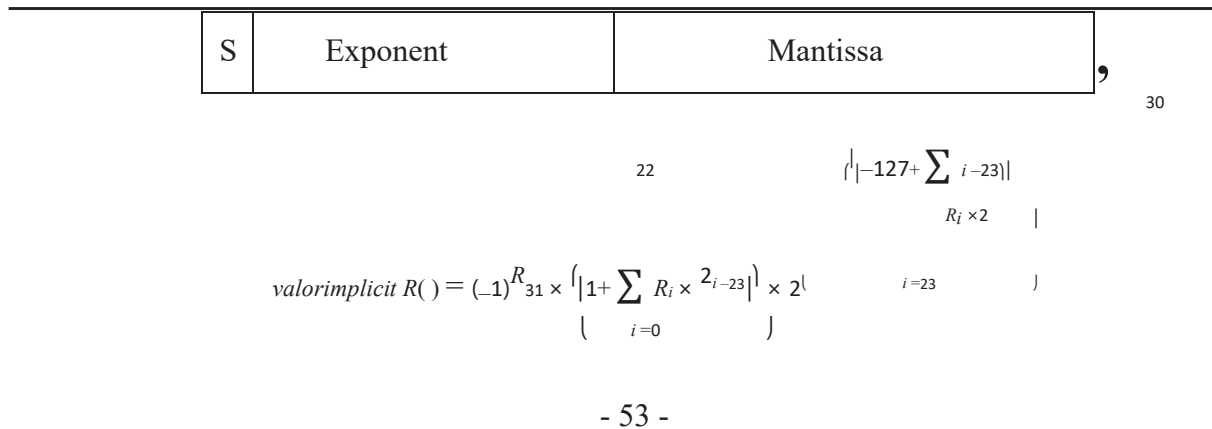 S Exponent Mantissa ,
30
22 (|–127+ ∑ i –23)|
Ri ×2 |
valorimplicit R( ) = (–1)R31 × (|1+ ∑ Ri × 2i –23|) × 2( i =23 )
( i =0 )
- 53 -